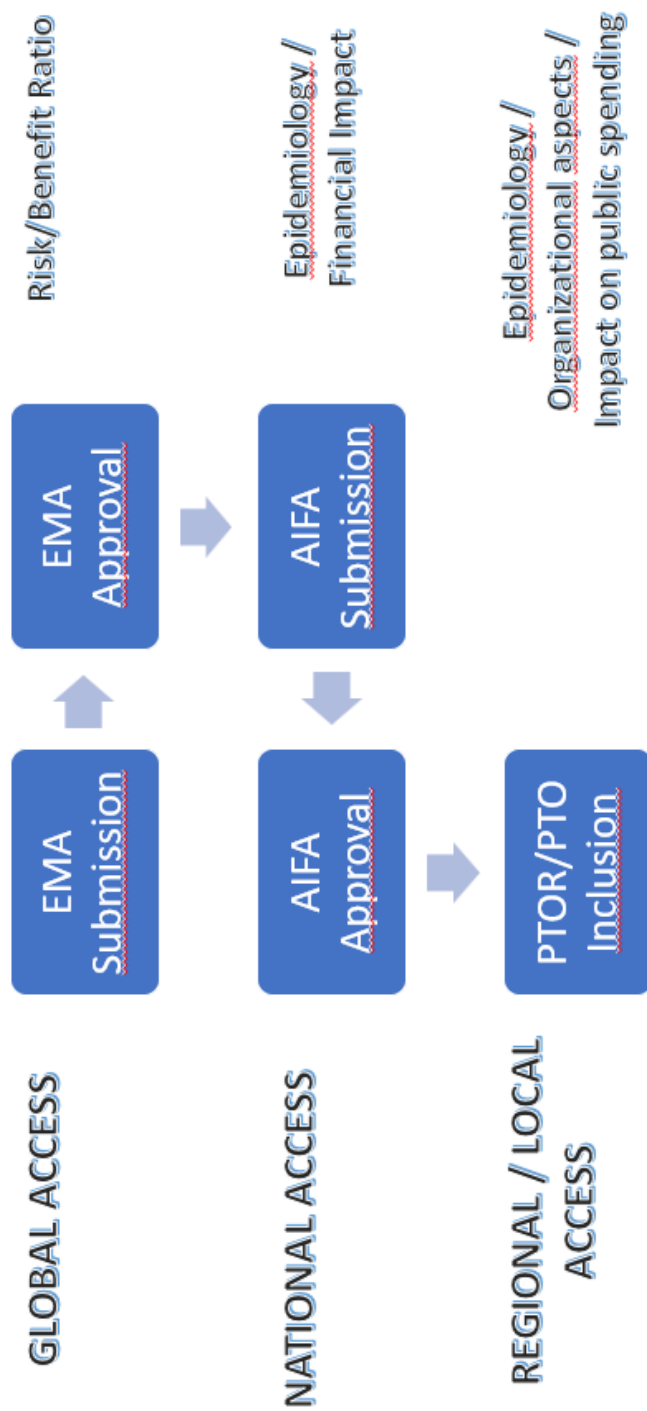 GLOBAL ACCESS
EMA
Submission
EMA
Approval
Risk/Benefit Ratio
NATIONAL ACCESS
AIFA
Approval
AIFA
Submission
Epidemiology /
Financial Impact
REGIONAL / LOCAL
ACCESS
PTOR/PTO
Inclusion
Epidemiology /
Organizational aspects /
Impact on public spending